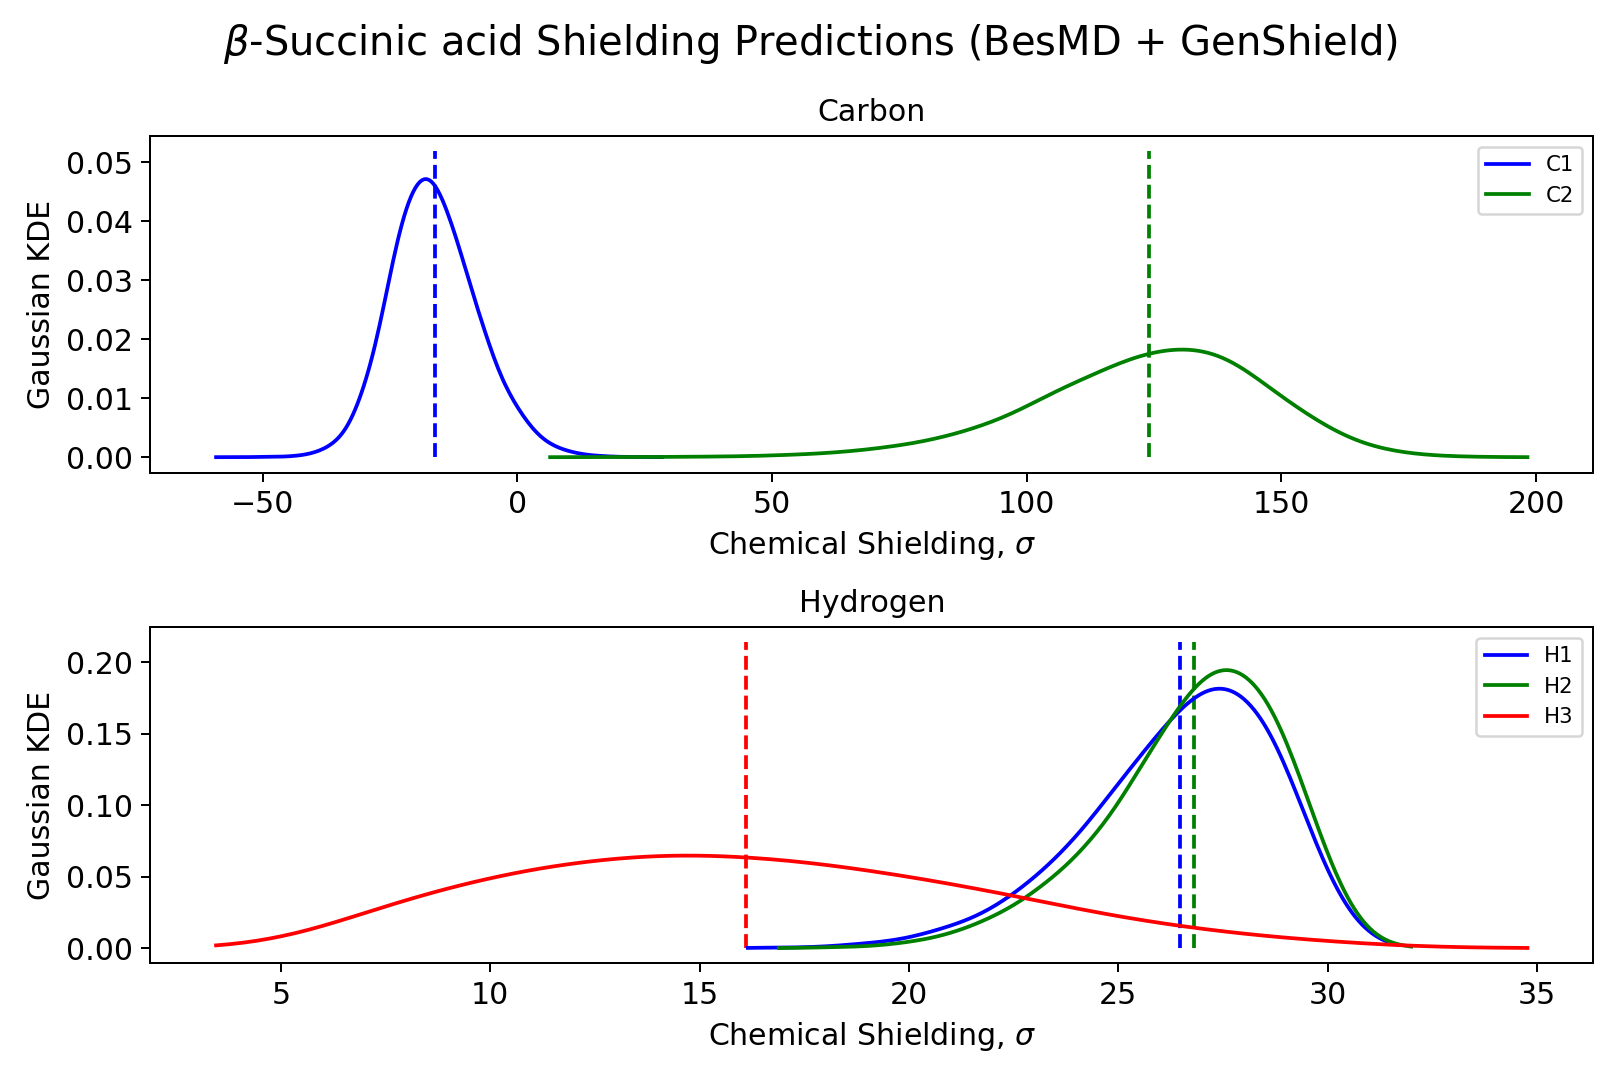 β-Succinic acid Shielding Predictions (BesMD + GenShield)
Carbon
Gaussian KDE
0.05
0.04
0.03
0.02
0.01
0.00
C1
C2
−50 0 50 100 150 200
Chemical Shielding, σ
Hydrogen
Gaussian KDE
0.20
0.15
0.10
0.05
0.00
H1
H2
H3
5 10 15 20 25 30 35
Chemical Shielding, σ